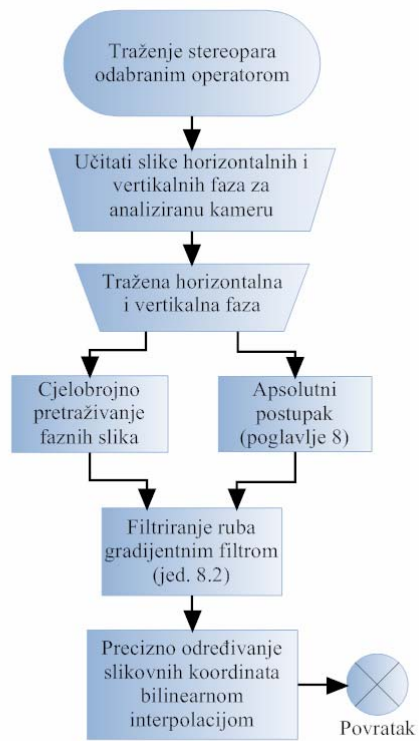 Traženje stereopara
odabranim operatorom
Učitati slike horizontalnih i
vertikalnih faza za
analiziranu kameru
Tražena horizontalna
i vertikalna faza
Cjelobrojno
pretraživanje
faznih slika
Apsolutni
postupak
(poglavlje 8)
Filtriranje ruba
gradijentnim filtrom
(jed. 8.2)
Precizno određivanje
slikovnih koordinata
bilinearnom
interpolacijom
Povratak